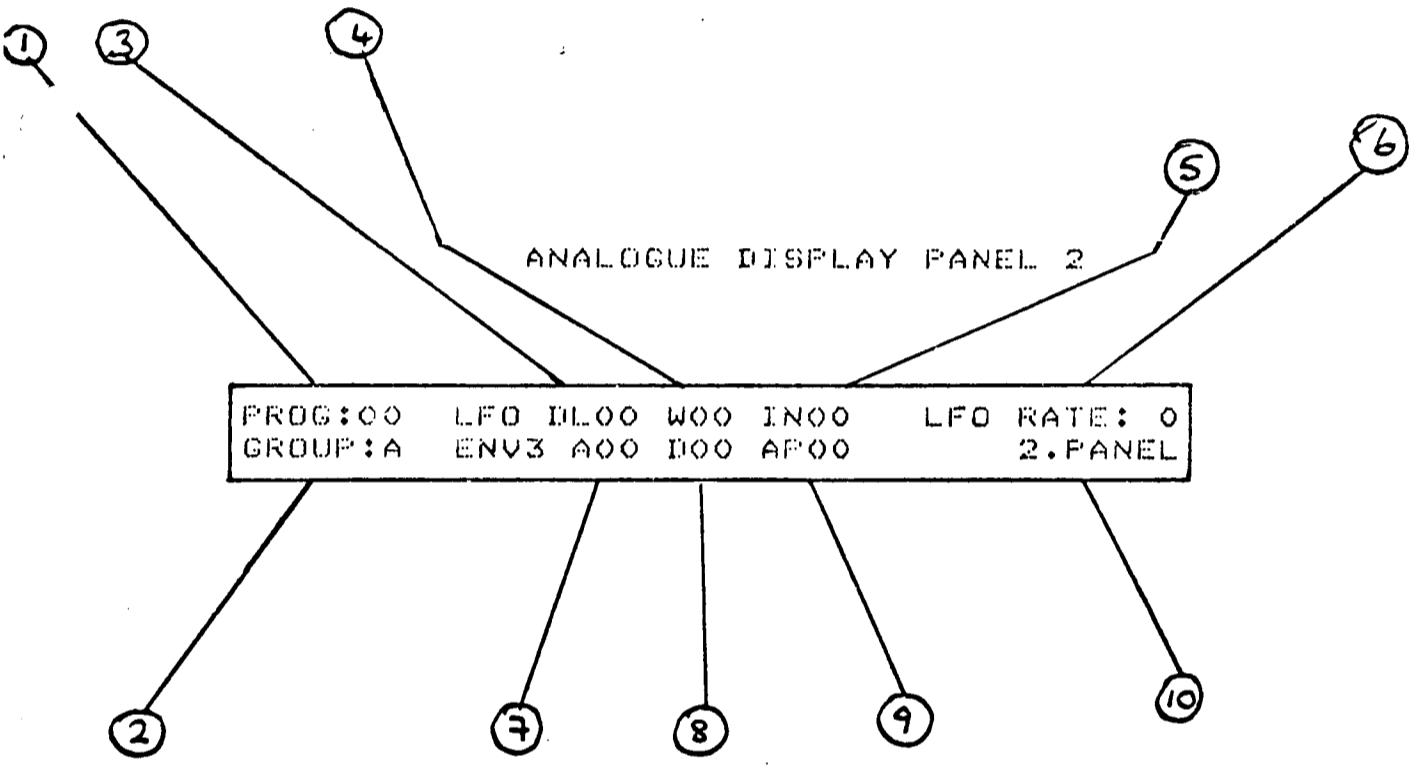 1 3 4
6
5
ANALOGUE DISPLAY PANEL 2
PROG:00 LFO DL00 W00 IN00 LFO RATE: 0
GROUP:A ENV3 A00 D00 AP00 2.PANEL
2 7 8 9 10